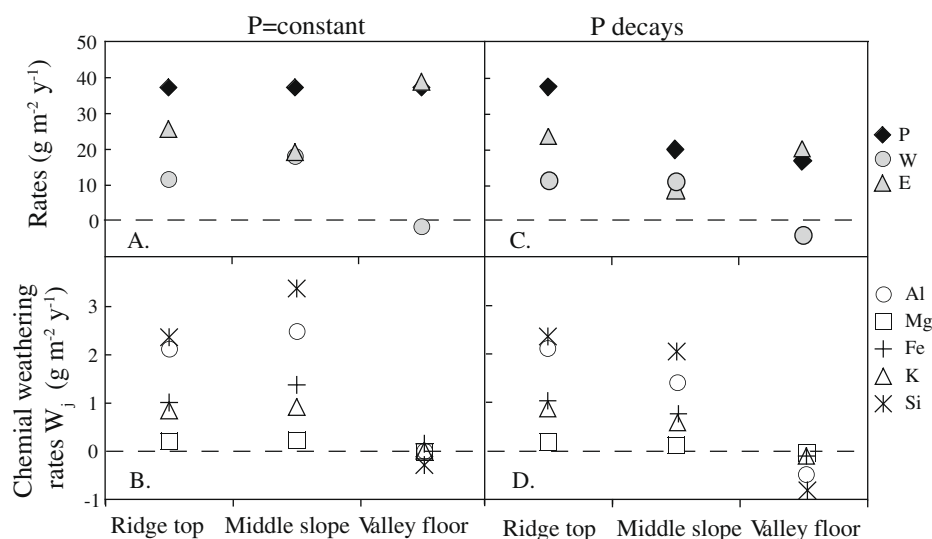 P=constant
P decays
Rates (g m-2 y-1)
50
40
30
20
10
0
A.
C.
P
W
E
Chemial weathering
rates Wj (g m-2 y-1)
3
2
1
0
-1
B.
D.
Al
Mg
Fe
K
Si
Ridge top Middle slope Valley floor
Ridge top Middle slope Valley floor